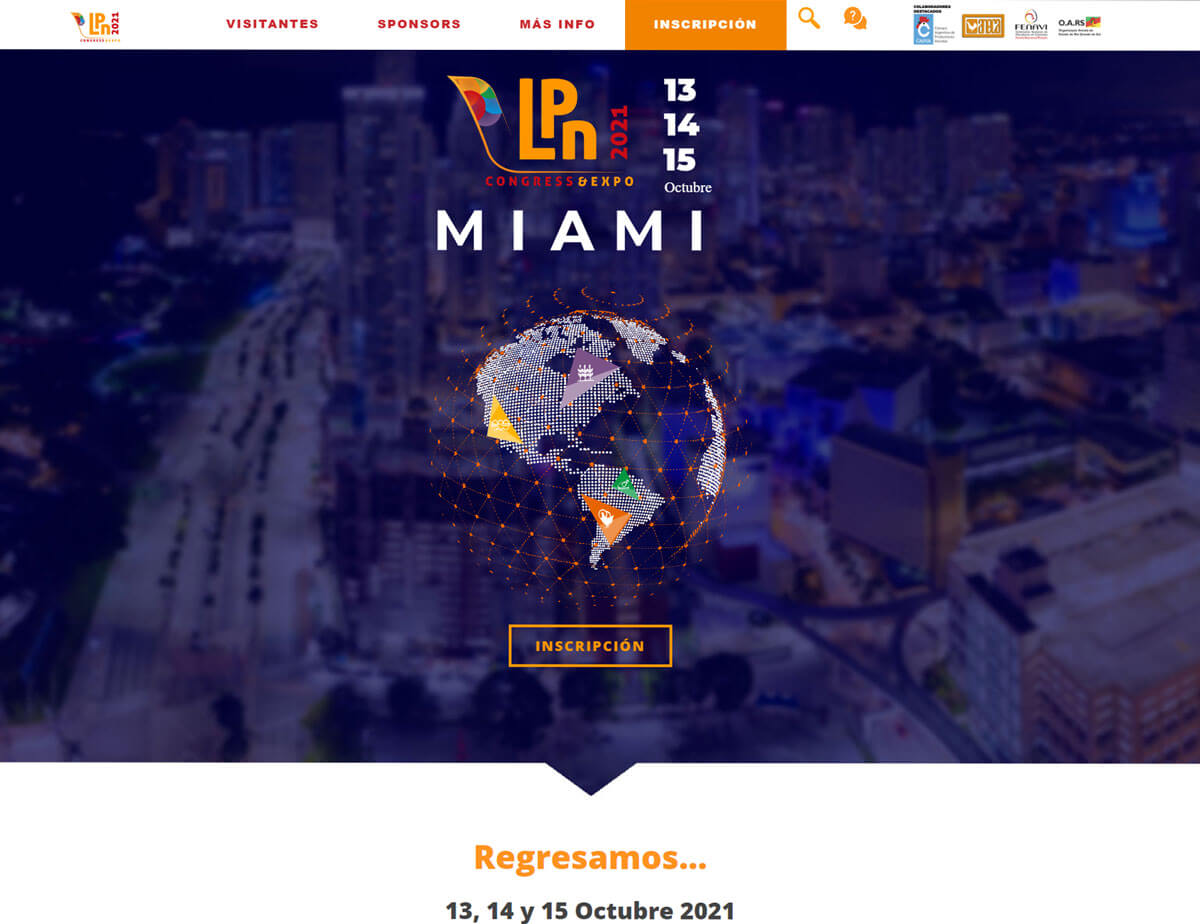 LPn
2021
CONGRESS&EXPO
VISITANTES
SPONSORS
MÁS INFO
INSCRIPCIÓN
?
COLABORADORES
DESTACADOS
CAPIA
FENAVI
O.A.RS
LPn
2021
CONGRESS&EXPO
13
14
15
Octubre
MIAMI
INSCRIPCIÓN
Regresamos...
13, 14 y 15 Octubre 2021